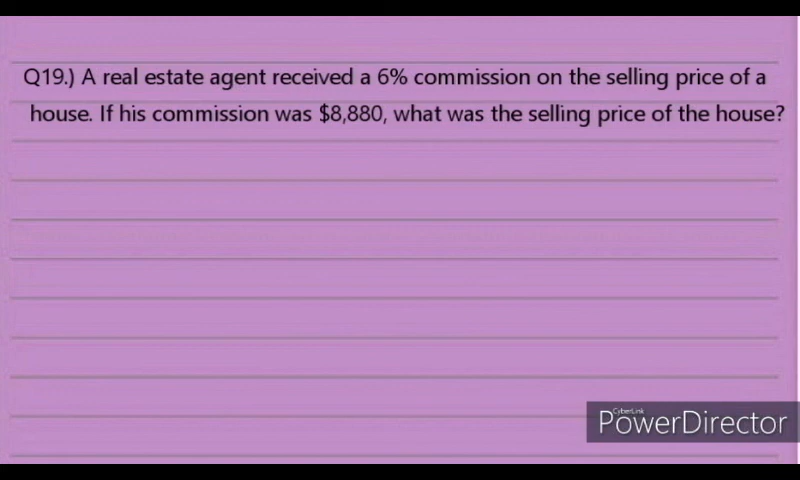 Q19.) A real estate agent received a 6% commission on the selling price of a
house. If his commission was $8,880, what was the selling price of the house?
CyberLink
PowerDirector